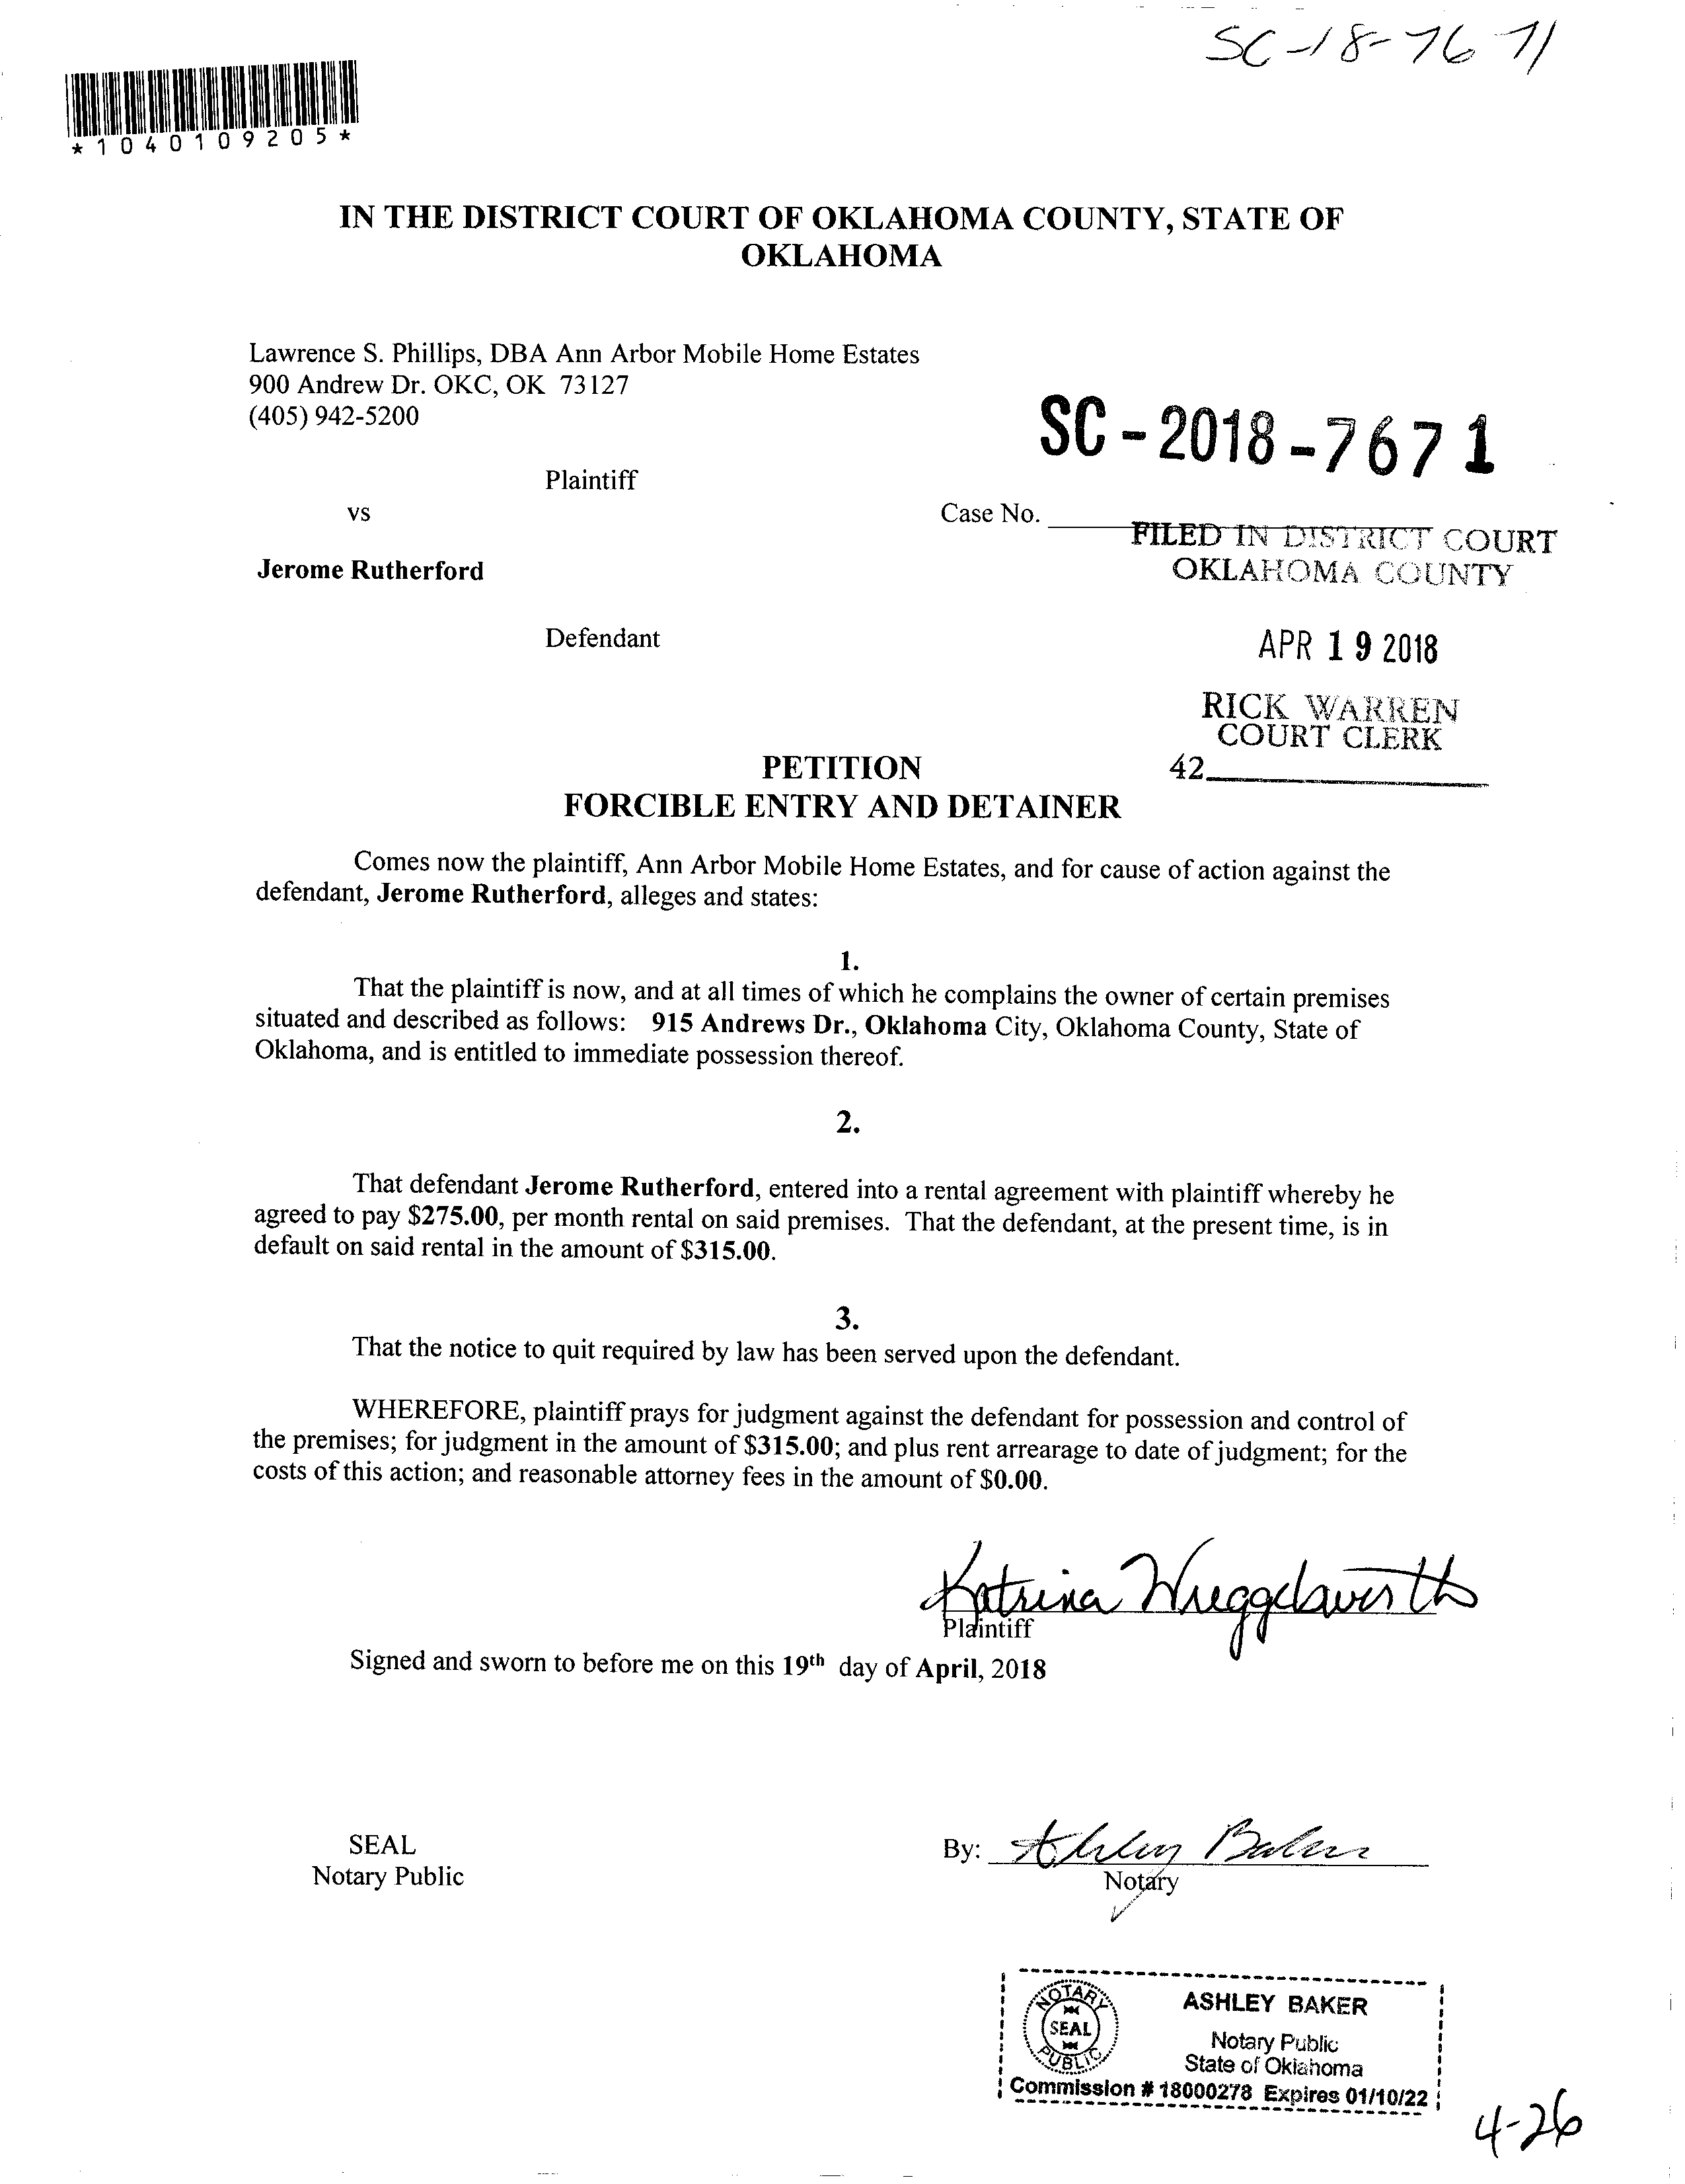 SC-18-7671
*1040109205*
IN THE DISTRICT COURT OF OKLAHOMA COUNTY, STATE OF
OKLAHOMA
Lawrence S. Phillips, DBA Ann Arbor Mobile Home Estates
900 Andrew Dr. OKC, OK 73127
(405) 942-5200
SC-2018-7671
Plaintiff
vs
Case No.
FILED IN DISTRICT COURT
OKLAHOMA COUNTY
Jerome Rutherford
Defendant
APR 19 2018
RICK WARREN
COURT CLERK
42
PETITION
FORCIBLE ENTRY AND DETAINER
Comes now the plaintiff, Ann Arbor Mobile Home Estates, and for cause of action against the
defendant, Jerome Rutherford, alleges and states:
1.
That the plaintiff is now, and at all times of which he complains the owner of certain premises
situated and described as follows: 915 Andrews Dr., Oklahoma City, Oklahoma County, State of
Oklahoma, and is entitled to immediate possession thereof.
2.
That defendant Jerome Rutherford, entered into a rental agreement with plaintiff whereby he
agreed to pay $275.00, per month rental on said premises. That the defendant, at the present time, is in
default on said rental in the amount of $315.00.
3.
That the notice to quit required by law has been served upon the defendant.
WHEREFORE, plaintiff prays for judgment against the defendant for possession and control of
the premises; for judgment in the amount of $315.00; and plus rent arrearage to date of judgment; for the
costs of this action; and reasonable attorney fees in the amount of $0.00.
Katrina
Plaintiff
Signed and sworn to before me on this 19th day of April, 2018
SEAL
Notary Public
By: Ashley Baker
Notary
NOTARY
SEAL
PUBLIC
ASHLEY BAKER
Notary Public
State of Oklahoma
Commission # 18000278 Expires 01/10/22
4-26